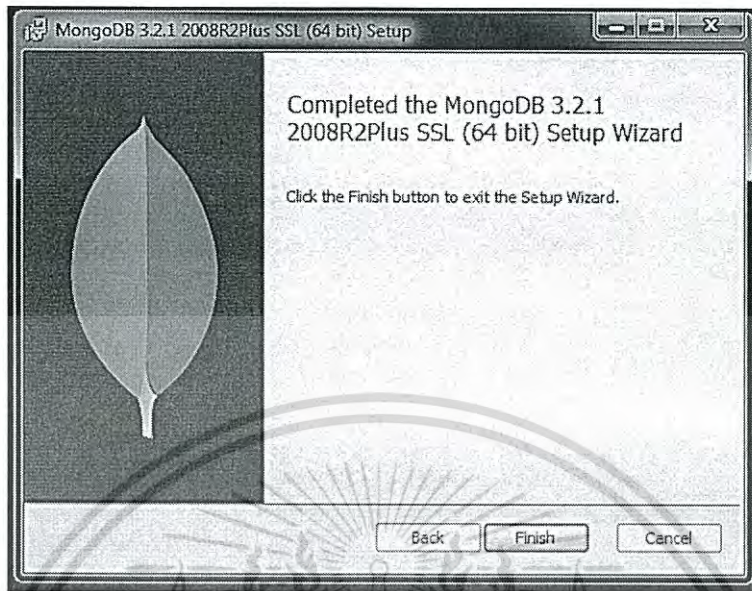 MongoDB 3.2.1 2008R2Plus SSL (64 bit) Setup
Completed the MongoDB 3.2.1
2008R2Plus SSL (64 bit) Setup Wizard
Click the Finish button to exit the Setup Wizard.
Back
Finish
Cancel